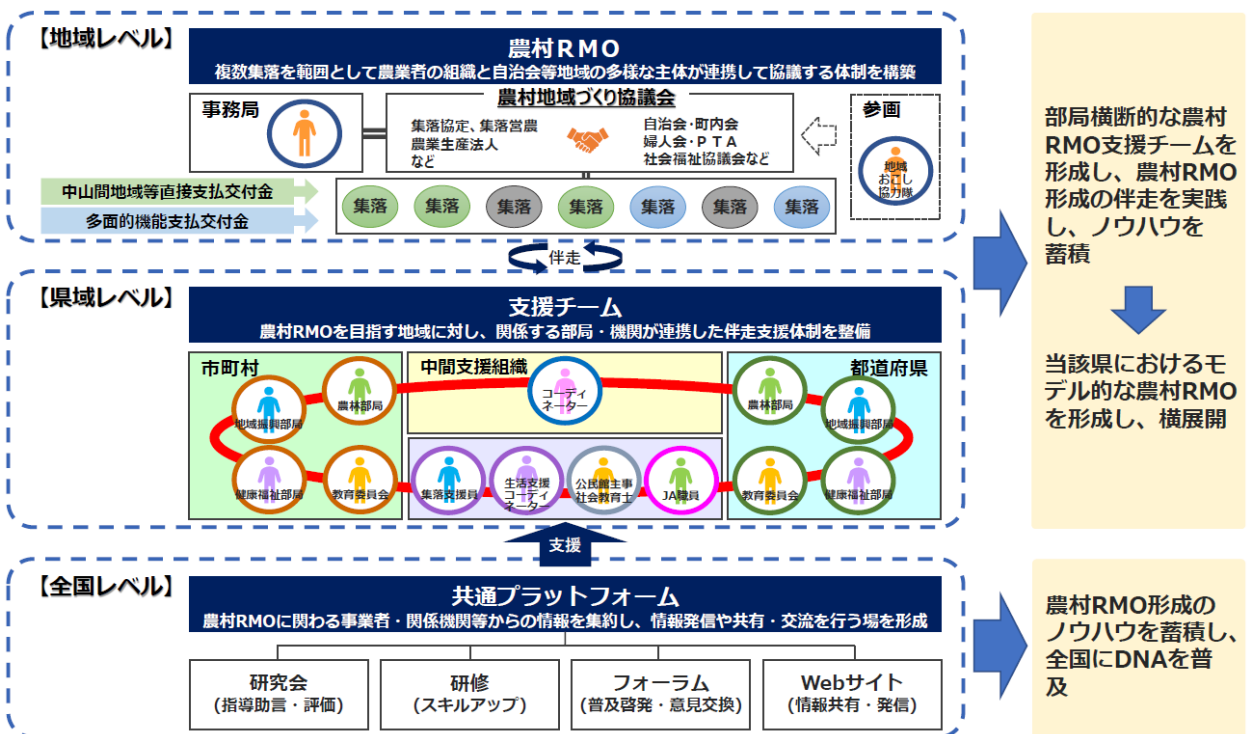 【地域レベル】
農村RMO
複数集落を範囲として農業者の組織と自治会等地域の多様な主体が連携して協議する体制を構築
事務局
農村地域づくり協議会
集落協定、集落営農
農業生産法人
など
自治会・町内会
婦人会・PTA
社会福祉協議会など
参画
地域
おこし
協力隊
中山間地域等直接支払交付金
多面的機能支払交付金
集落
集落
集落
集落
集落
集落
集落
伴走
部局横断的な農村
RMO支援チームを
形成し、農村RMO
形成の伴走を実践
し、ノウハウを
蓄積
当該県におけるモ
デル的な農村RMO
を形成し、横展開
【県域レベル】
支援チーム
農村RMOを目指す地域に対し、関係する部局・機関が連携した伴走支援体制を整備
市町村
農林部局
地域振興部局
健康福祉部局
教育委員会
中間支援組織
コーディ
ネーター
集落支援員
生活支援
コーディ
ネーター
公民館主事
社会教育士
JA職員
都道府県
農林部局
地域振興部局
教育委員会
健康福祉部局
支援
【全国レベル】
共通プラットフォーム
農村RMOに関わる事業者・関係機関等からの情報を集約し、情報発信や共有・交流を行う場を形成
研究会
(指導助言・評価)
研修
(スキルアップ)
フォーラム
(普及啓発・意見交換)
Webサイト
(情報共有・発信)
農村RMO形成の
ノウハウを蓄積し、
全国にDNAを普
及